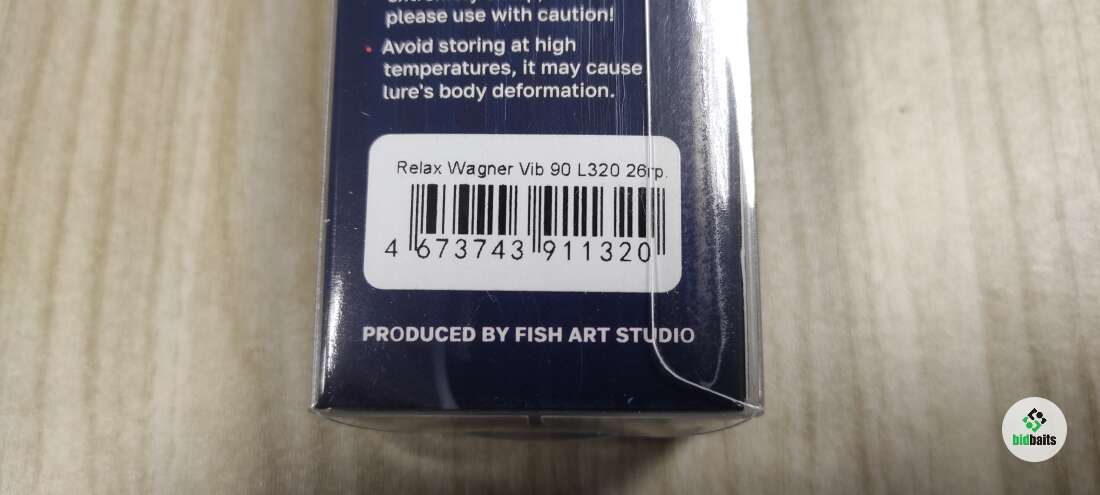 please use with caution!
• Avoid storing at high
temperatures, it may cause
lure's body deformation.
Relax Wagner Vib 90 L320 26гр.
4 673743 911320
PRODUCED BY FISH ART STUDIO
bidbaits